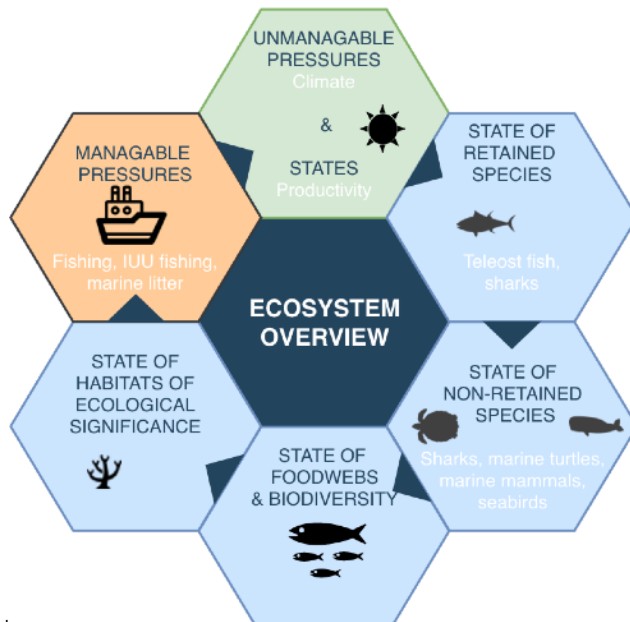 UNMANAGABLE
PRESSURES
Climate
&
STATES
Productivity
STATE OF
RETAINED
SPECIES
Teleost fish,
sharks
STATE OF
NON-RETAINED
SPECIES
Sharks, marine turtles,
marine mammals,
seabirds
STATE OF
FOODWEBS
& BIODIVERSITY
STATE OF
HABITATS OF
ECOLOGICAL
SIGNIFICANCE
MANAGABLE
PRESSURES
Fishing, IUU fishing,
marine litter
ECOSYSTEM
OVERVIEW